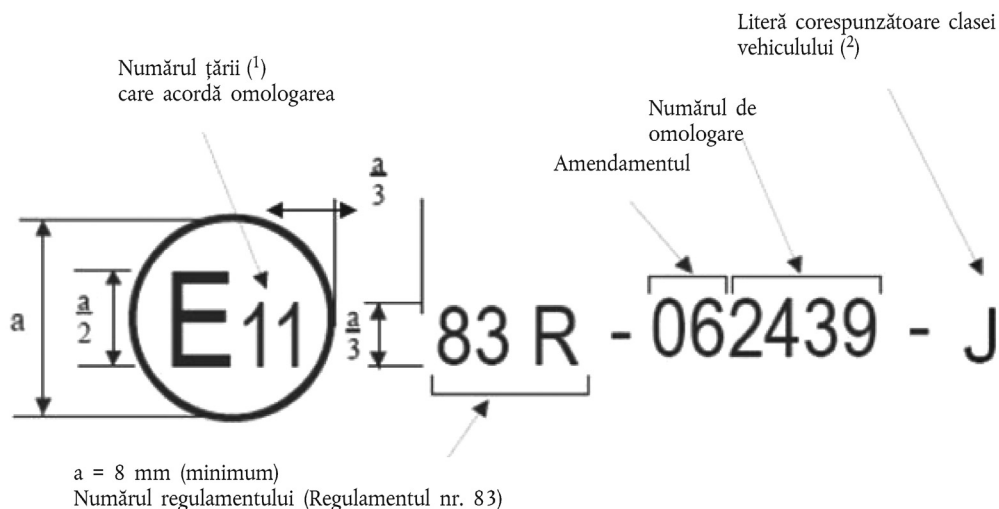 Literă corespunzătoare clasei
vehiculului (²)
Numărul țării (¹)
care acordă omologarea
Numărul de
omologare
Amendamentul
a
3
a
a
2
E11
a
3
83 R - 062439 - J
a = 8 mm (minimum)
Numărul regulamentului (Regulamentul nr. 83)